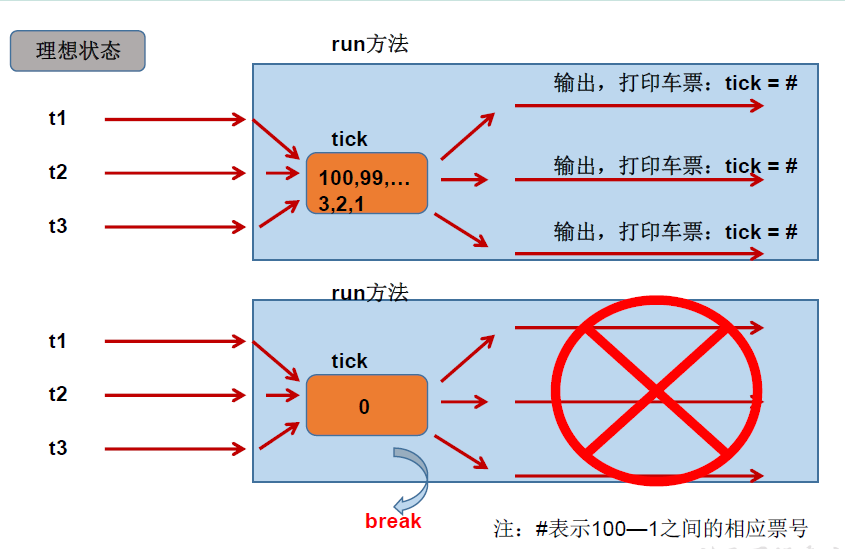 理想状态
run方法
t1
t2
t3
tick
100,99,…
3,2,1
输出，打印车票：tick = #
输出，打印车票：tick = #
输出，打印车票：tick = #
run方法
t1
t2
t3
tick
0
break
注：#表示100—1之间的相应票号